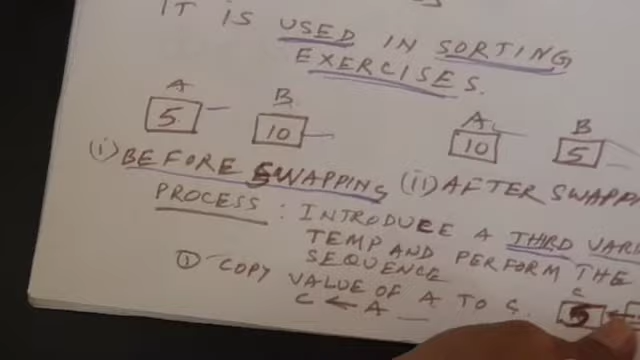 IT IS USED IN SORTING
EXERCISES.
A B A B
5 10 10 5
(i) BEFORE SWAPPING (ii) AFTER SWAPP
PROCESS : INTRODUCE A THIRD VAR
TEMP AND PERFORM THE
SEQUENCE
① COPY VALUE OF A TO C. C
C ← A 5